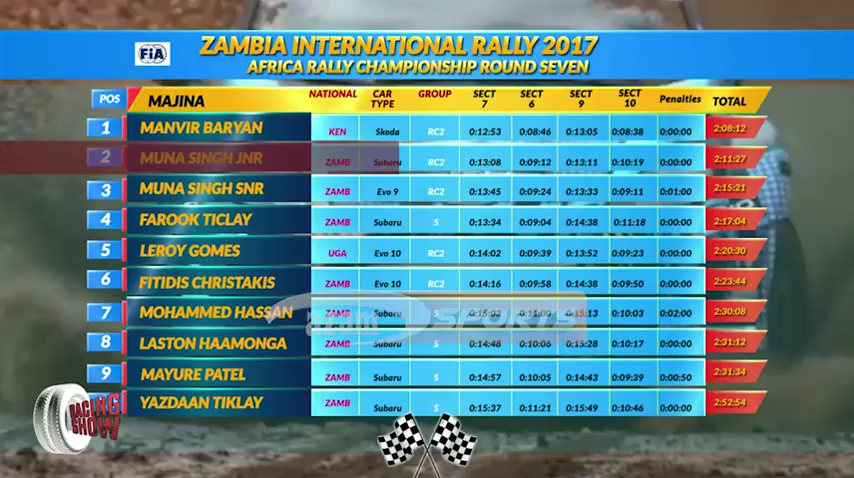 FiA
ZAMBIA INTERNATIONAL RALLY 2017
AFRICA RALLY CHAMPIONSHIP ROUND SEVEN
POS MAJINA NATIONAL CAR TYPE GROUP SECT 7 SECT 6 SECT 9 SECT 10 Penalties TOTAL
1 MANVIR BARYAN KEN Skoda RC2 0:12:53 0:08:46 0:13:05 0:08:38 0:00:00 2:08:12
2 MUNA SINGH JNR ZAMB Subaru RC2 0:13:08 0:09:12 0:13:11 0:10:19 0:00:00 2:11:27
3 MUNA SINGH SNR ZAMB Evo 9 RC2 0:13:45 0:09:24 0:13:33 0:09:11 0:01:00 2:15:21
4 FAROOK TICLAY ZAMB Subaru S 0:13:34 0:09:04 0:14:38 0:11:18 0:00:00 2:17:04
5 LEROY GOMES UGA Evo 10 RC2 0:14:02 0:09:39 0:13:52 0:09:23 0:00:00 2:20:30
6 FITIDIS CHRISTAKIS ZAMB Evo 10 RC2 0:14:16 0:09:58 0:14:38 0:09:50 0:00:00 2:23:44
7 MOHAMMED HASSAN ZAMB Subaru S 0:15:03 0:11:00 0:15:13 0:10:03 0:02:00 2:30:08
azam SPORTS
8 LASTON HAAMONGA ZAMB Subaru S 0:14:48 0:10:06 0:15:28 0:10:17 0:00:00 2:31:12
9 MAYURE PATEL ZAMB Subaru S 0:14:57 0:10:05 0:14:43 0:09:39 0:00:50 2:31:34
YAZDAAN TIKLAY ZAMB Subaru S 0:15:37 0:11:21 0:15:49 0:10:46 0:00:00 2:52:54
RACING SHOW